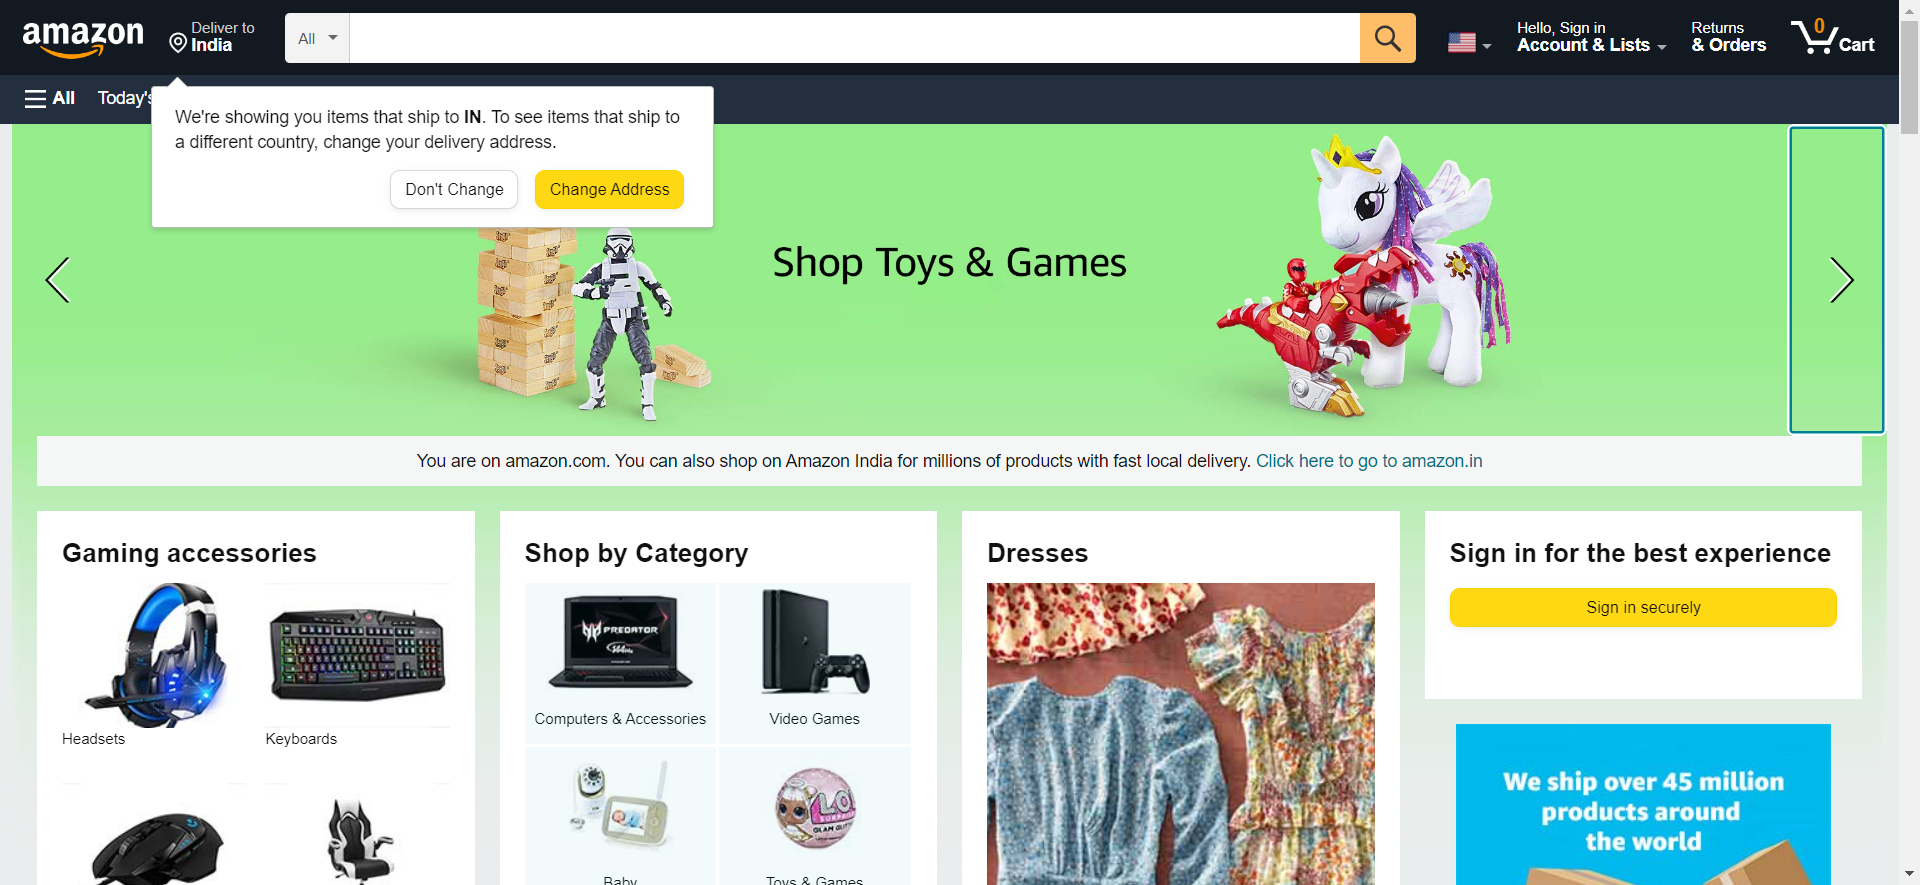 amazon
Deliver to
India
All
Hello, Sign in
Account & Lists
Returns
& Orders
0
Cart
All
Today's
We're showing you items that ship to IN. To see items that ship to
a different country, change your delivery address.
Don't Change
Change Address
Shop Toys & Games
You are on amazon.com. You can also shop on Amazon India for millions of products with fast local delivery. Click here to go to amazon.in
Gaming accessories
Headsets
Keyboards
Shop by Category
PREDATOR
144Hz
Computers & Accessories
Video Games
Baby
L.O.L.
SURPRISE
GLAM GLITTER
Toys & Games
Dresses
Sign in for the best experience
Sign in securely
We ship over 45 million
products around
the world